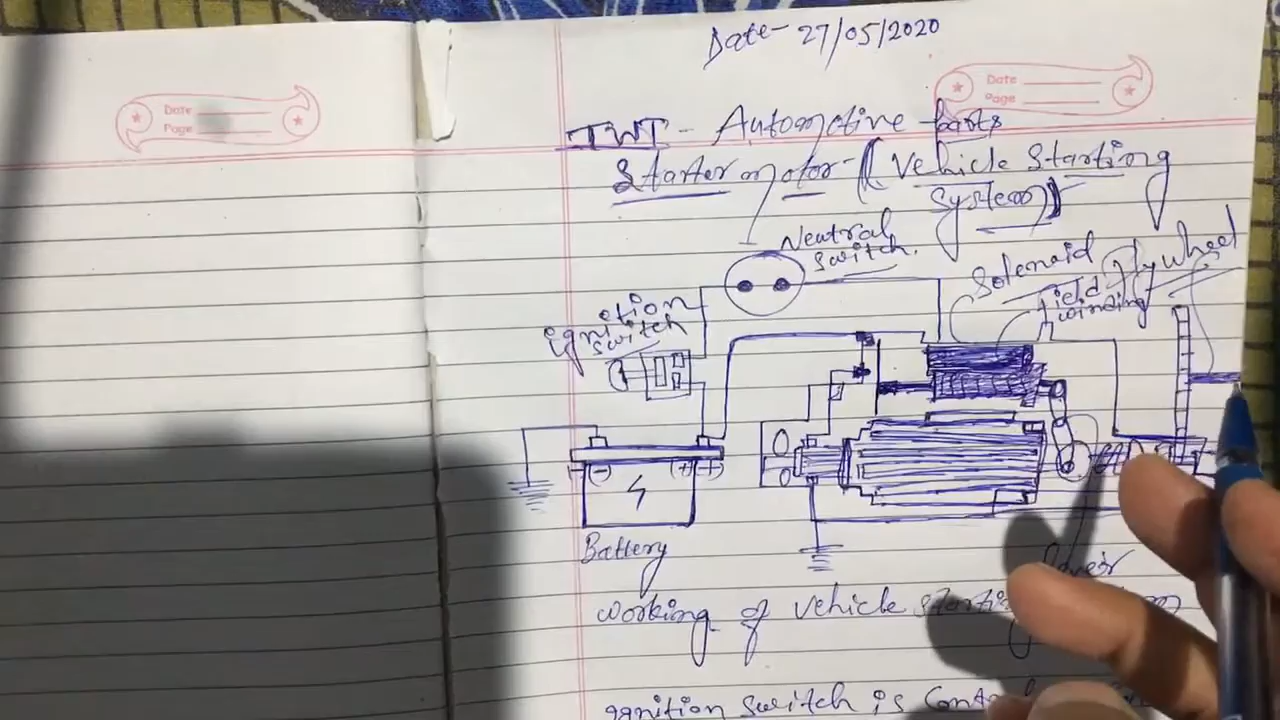 Date- 27/05/2020
Date
Page
Date
Page
TWT - Automotive parts
Starter motor - (Vehicle Starting
System)
Neutral
Switch.
Solenoid
Flywheel
field
winding
ignition
switch
(-) (+) (+)
Battery
working of vehicle
ignition switch is